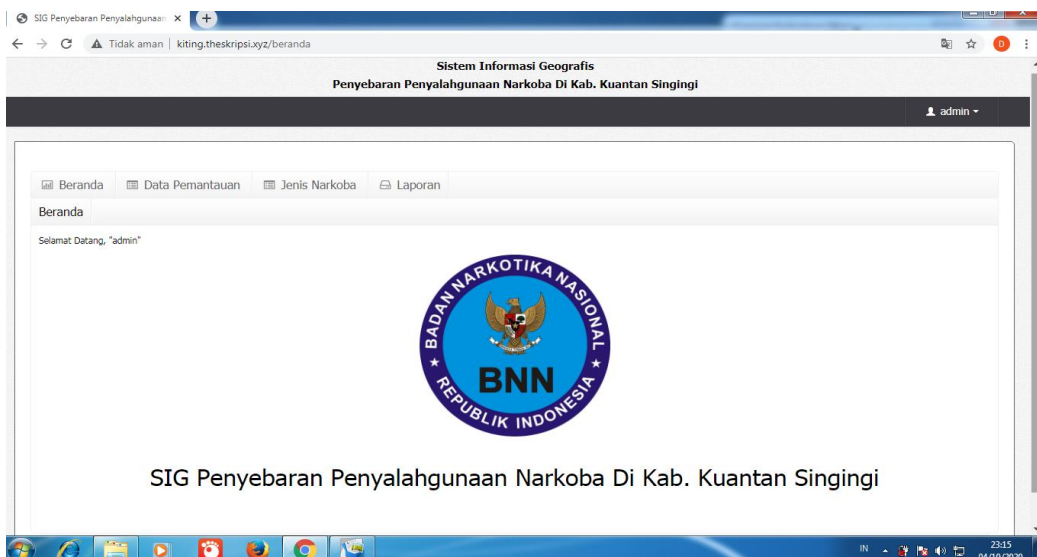 SIG Penyebaran Penyalahgunaan
Tidak aman | kiting.theskripsi.xyz/beranda
D
Sistem Informasi Geografis
Penyebaran Penyalahgunaan Narkoba Di Kab. Kuantan Singingi
admin
Beranda Data Pemantauan Jenis Narkoba Laporan
Beranda
Selamat Datang, "admin"
BADAN NARKOTIKA NASIONAL
BNN
REPUBLIK INDONESIA
SIG Penyebaran Penyalahgunaan Narkoba Di Kab. Kuantan Singingi
IN
23:15